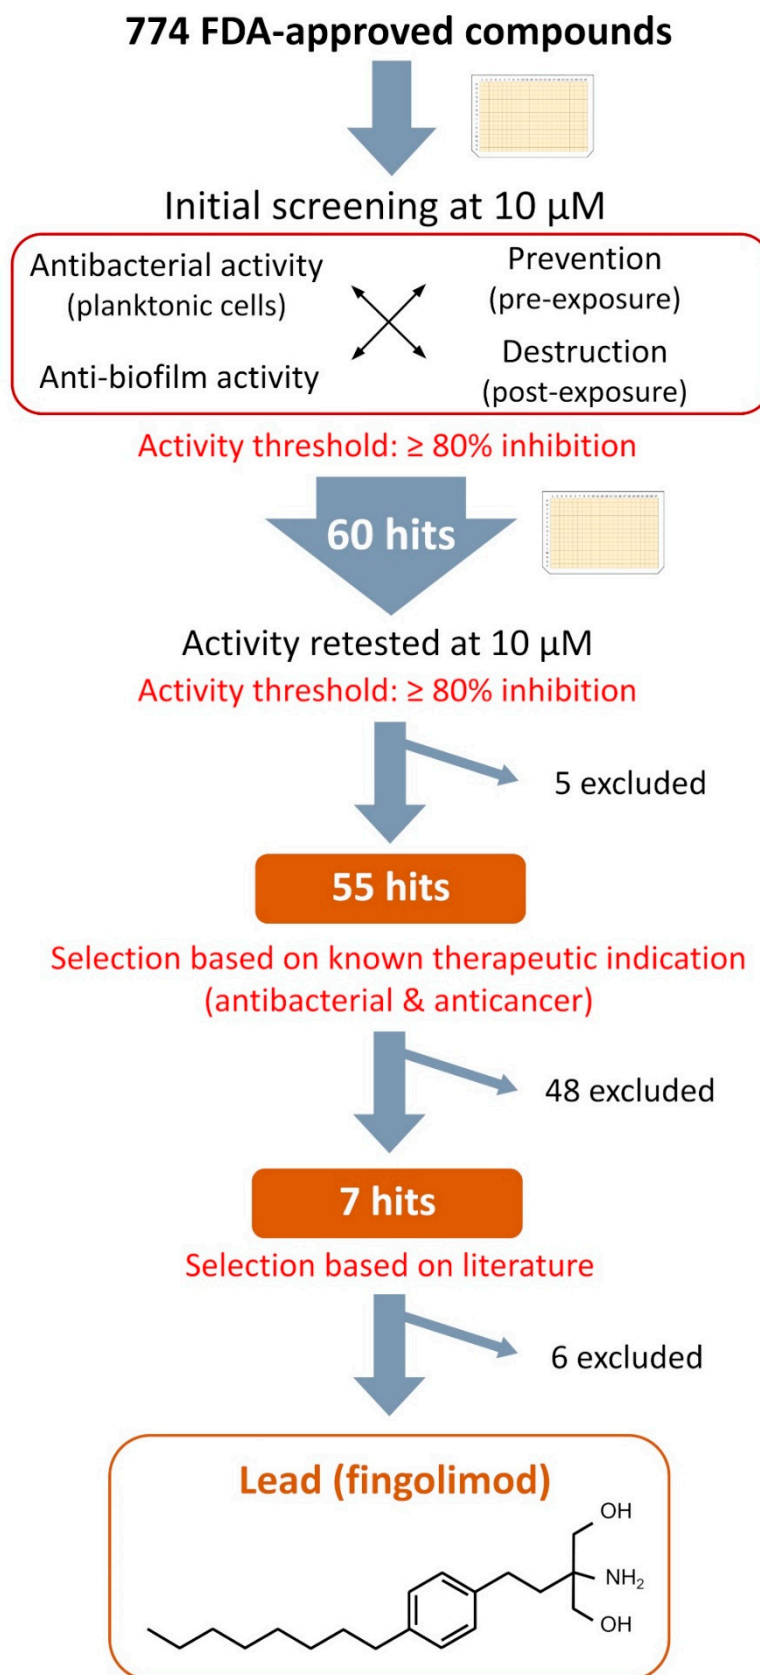 774 FDA-approved compounds
Initial screening at 10 µM
Antibacterial activity
(planktonic cells)
Prevention
(pre-exposure)
Anti-biofilm activity
Destruction
(post-exposure)
Activity threshold: ≥ 80% inhibition
60 hits
Activity retested at 10 µM
Activity threshold: ≥ 80% inhibition
5 excluded
55 hits
Selection based on known therapeutic indication
(antibacterial & anticancer)
48 excluded
7 hits
Selection based on literature
6 excluded
Lead (fingolimod)
OH
NH₂
OH